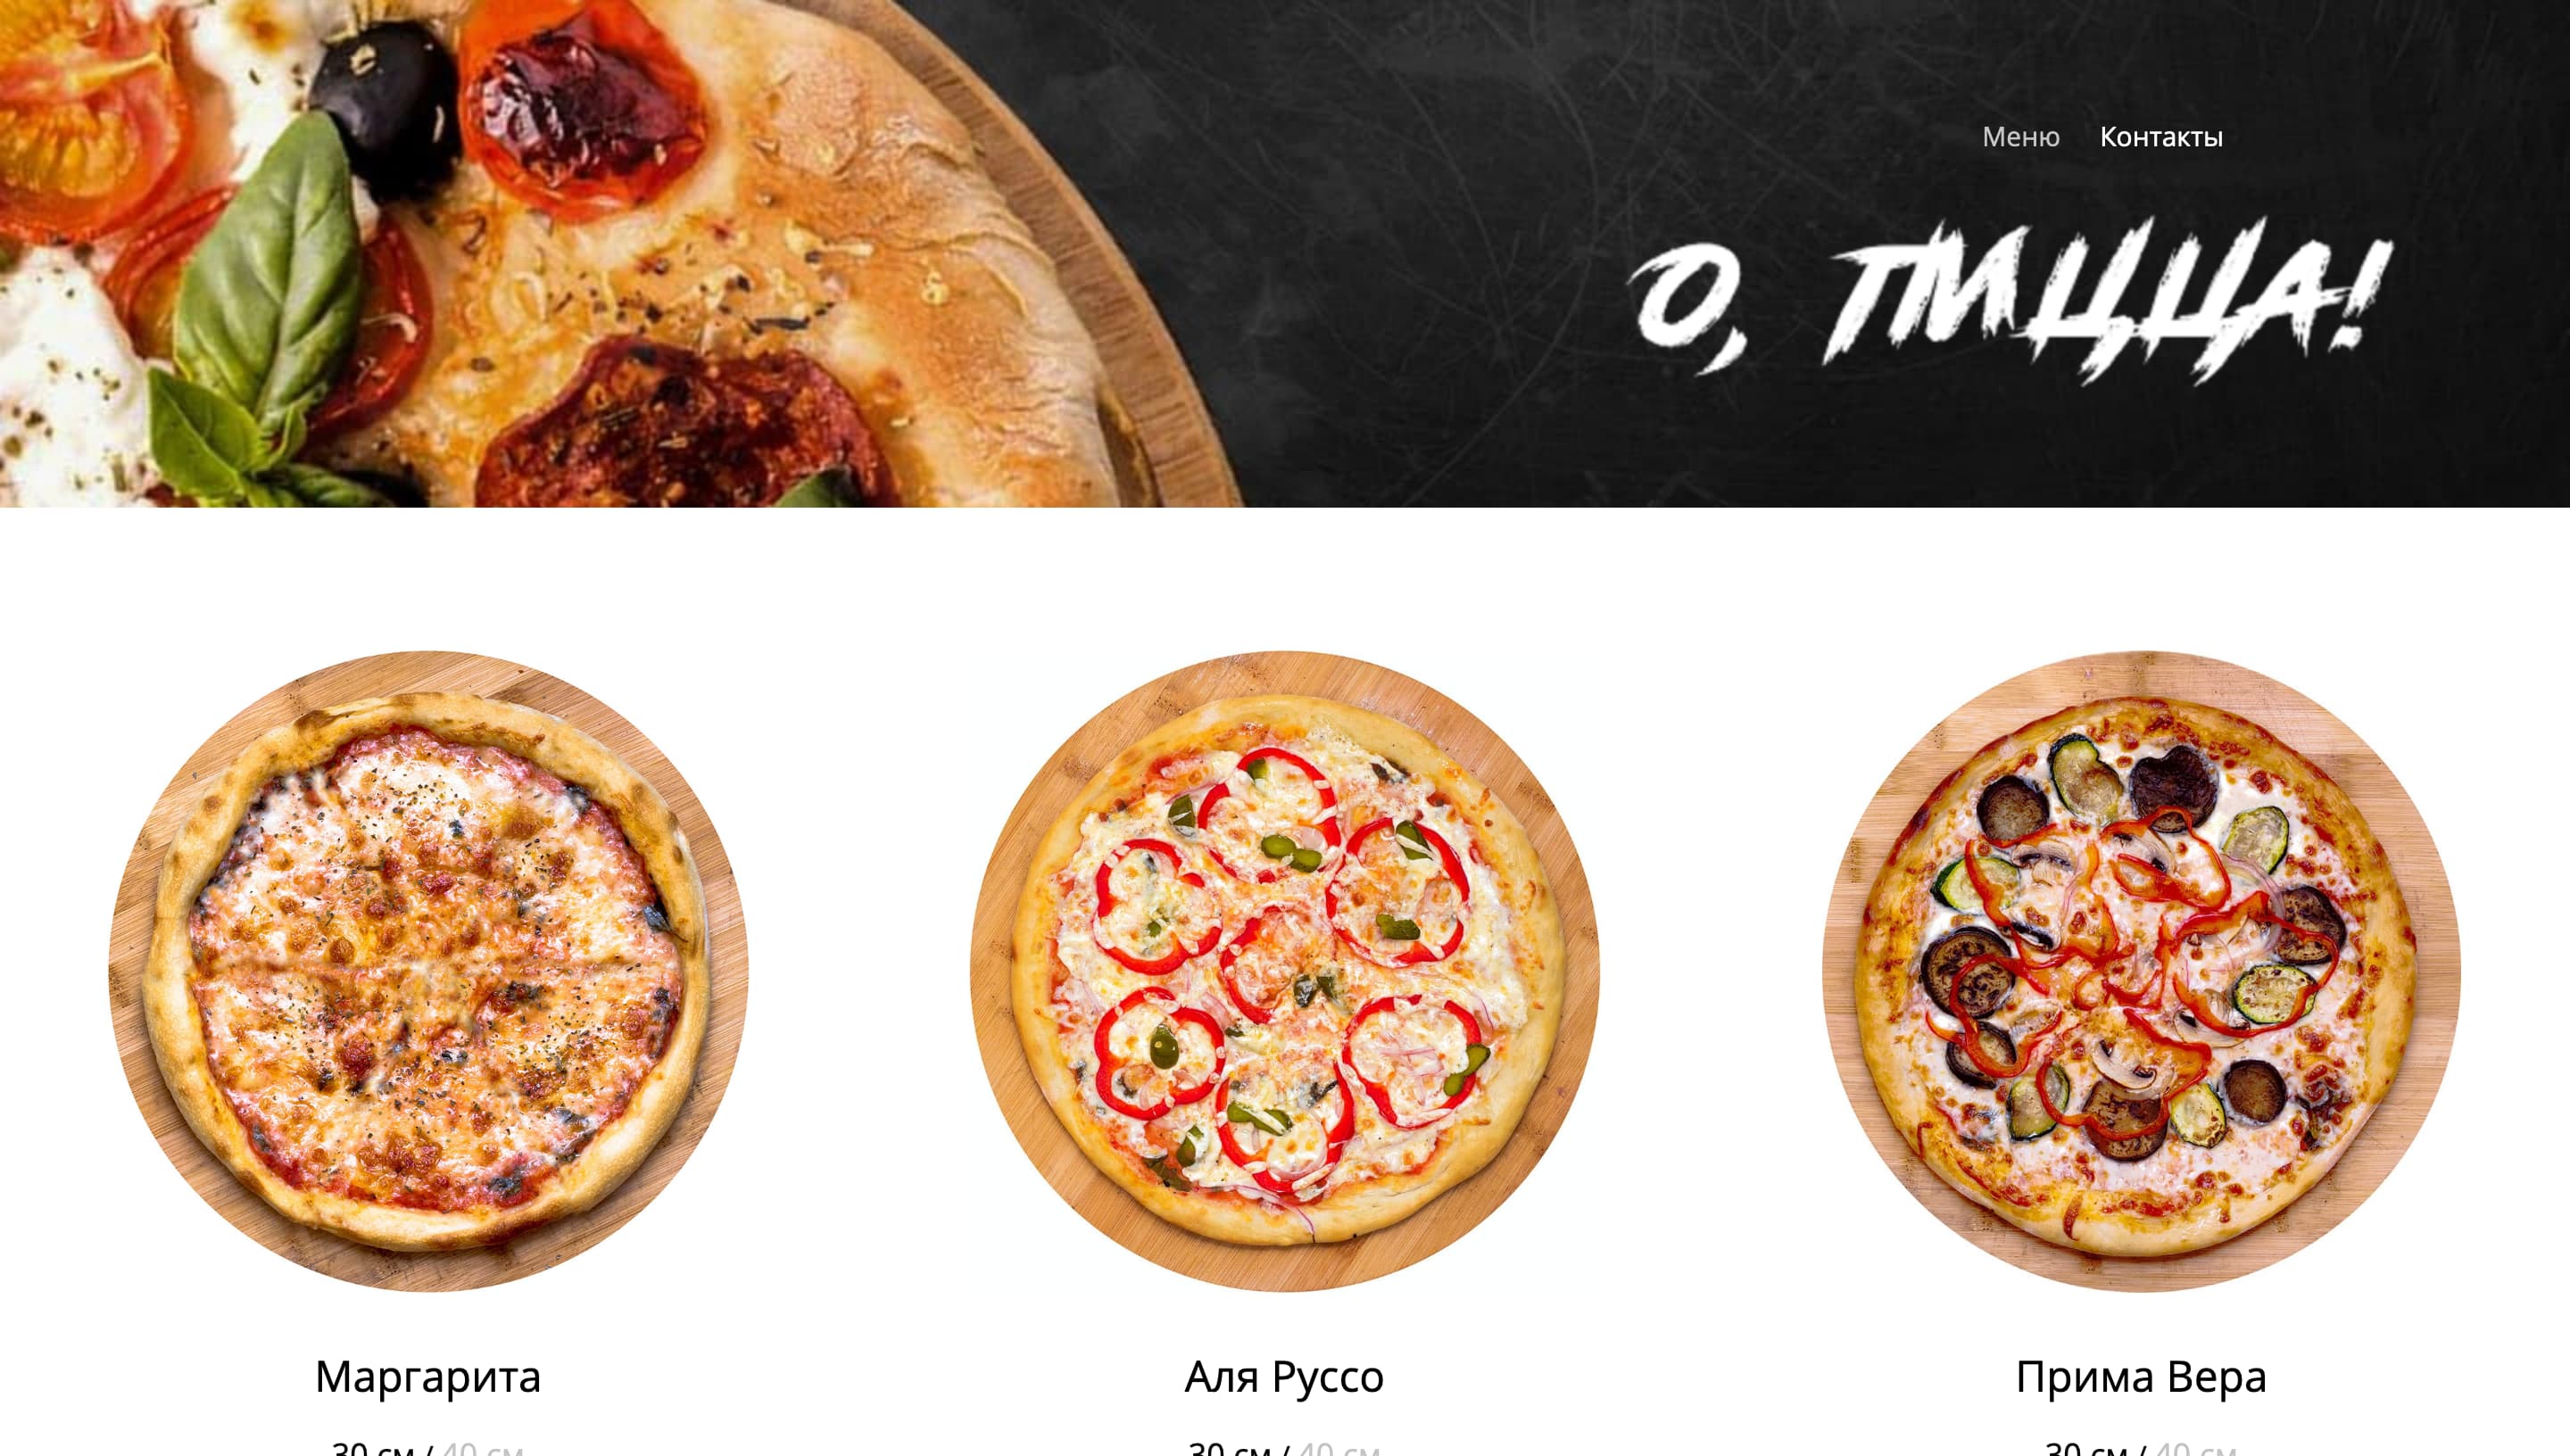 Меню Контакты
О, ПИЦЦА!
Маргарита
Аля Руссо
Прима Вера
30 см / 40 см
30 см / 40 см
30 см / 40 см